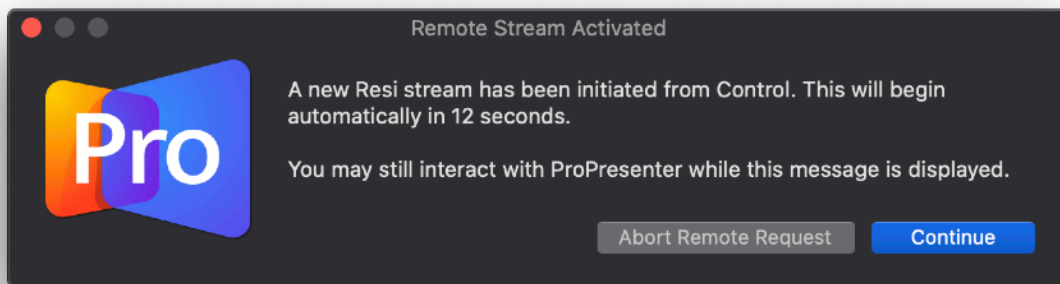 Remote Stream Activated
Pro
A new Resi stream has been initiated from Control. This will begin
automatically in 12 seconds.
You may still interact with ProPresenter while this message is displayed.
Abort Remote Request
Continue